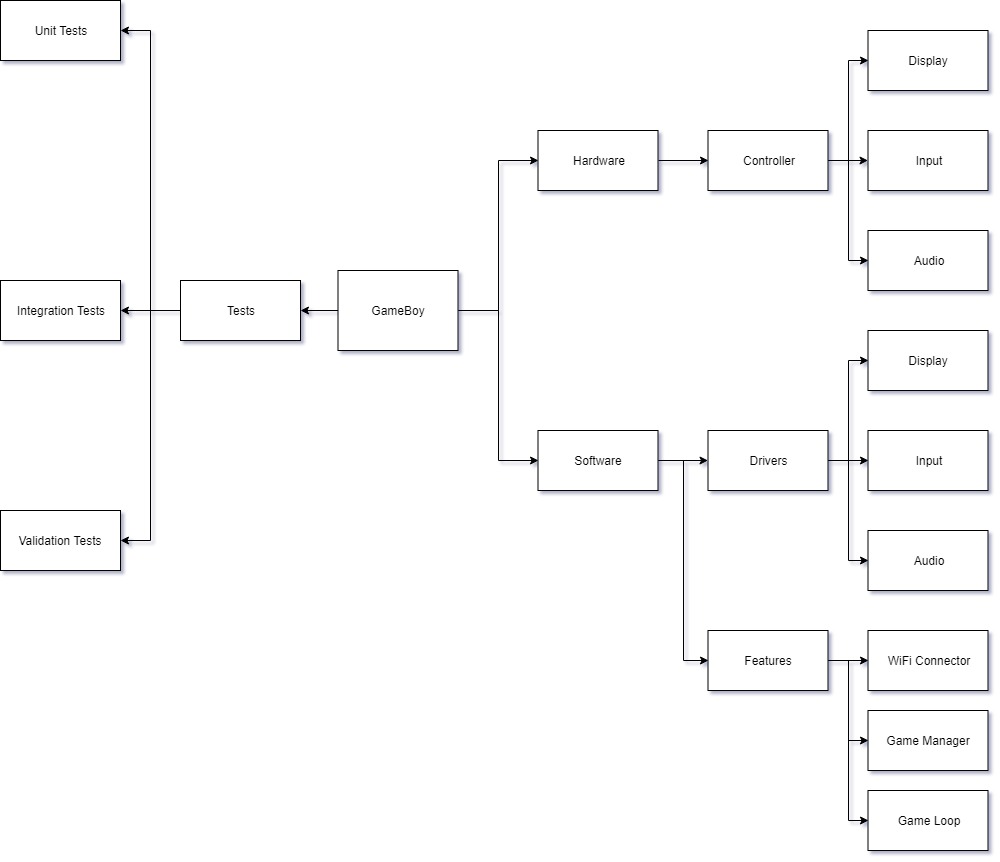 Unit Tests
Display
Hardware
Controller
Input
Audio
Integration Tests
Tests
GameBoy
Display
Software
Drivers
Input
Validation Tests
Audio
Features
WiFi Connector
Game Manager
Game Loop